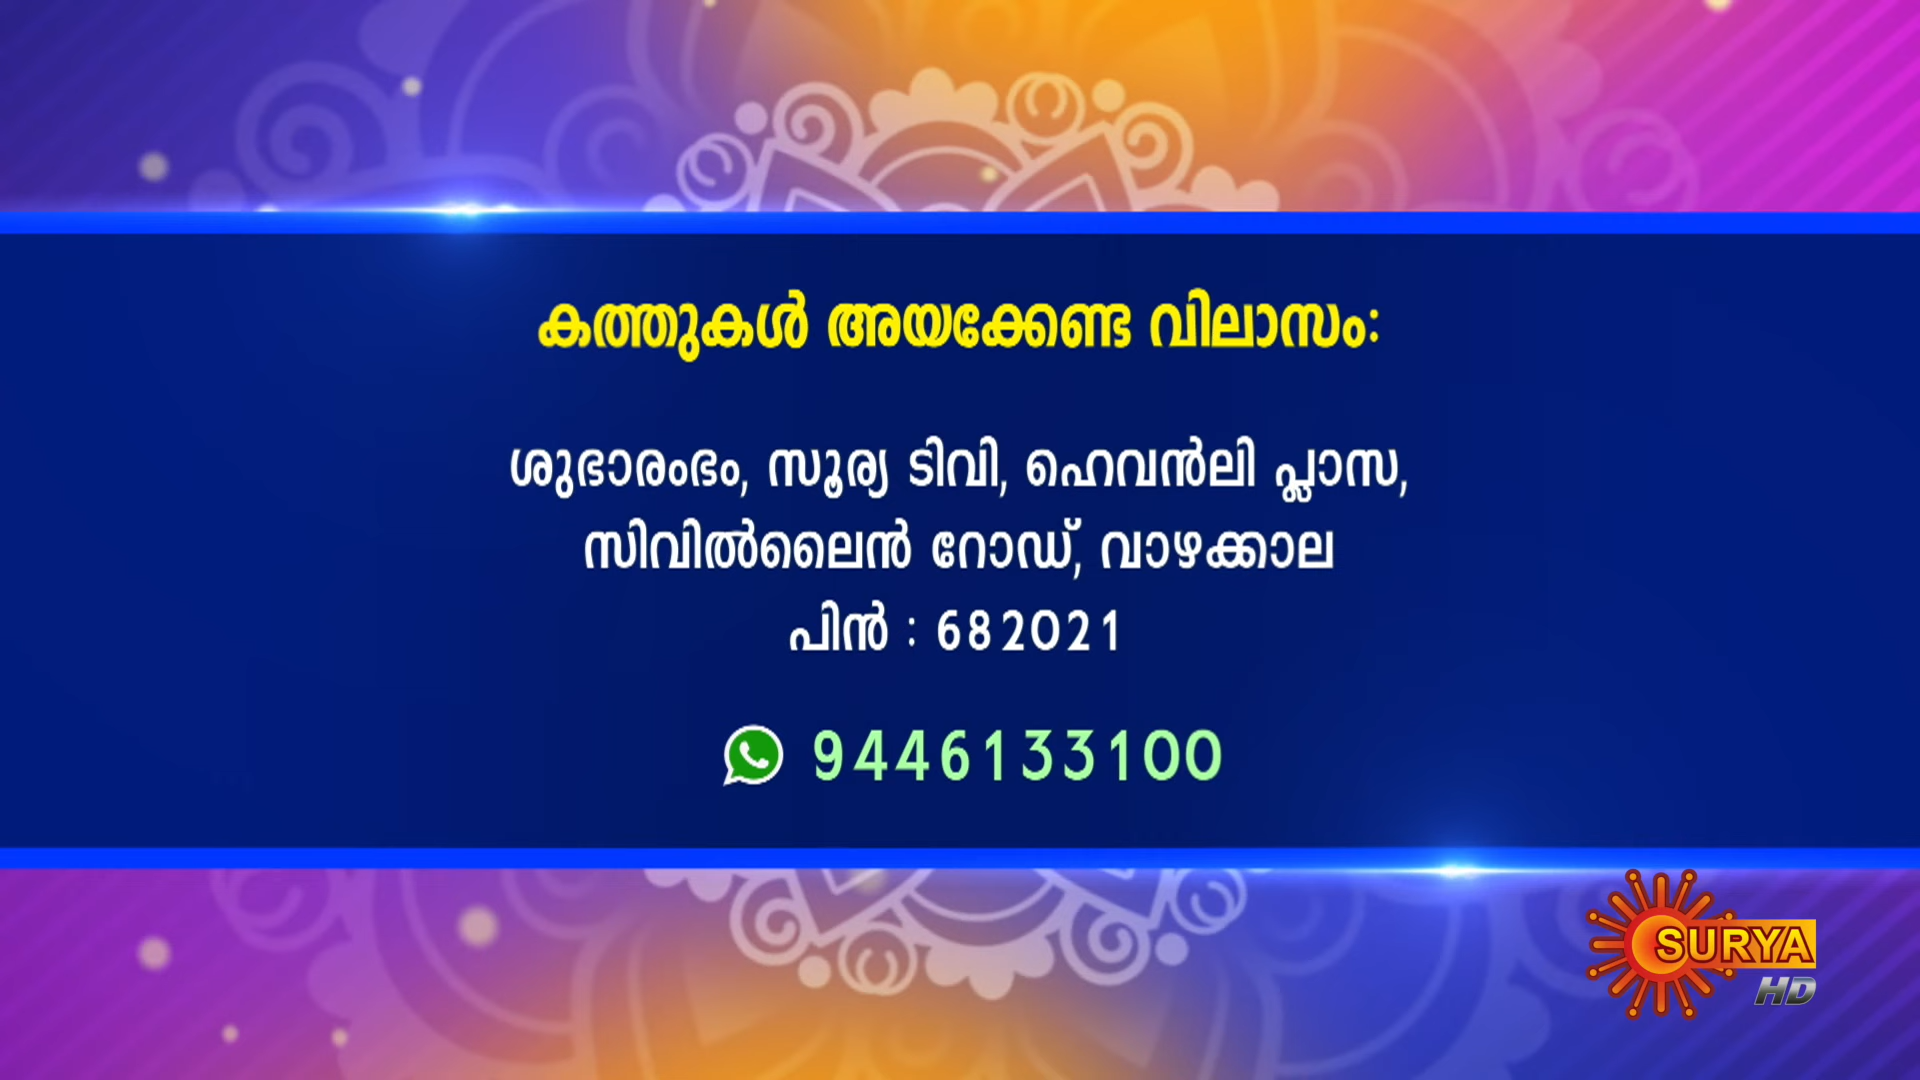 കത്തുകൾ അയക്കേണ്ട വിലാസം:
ശുഭാരംഭം, സൂര്യ ടിവി, ഹെവൻലി പ്ലാസ,
സിവിൽലൈൻ റോഡ്, വാഴക്കാല
പിൻ : 682021
9446133100
SURYA
HD